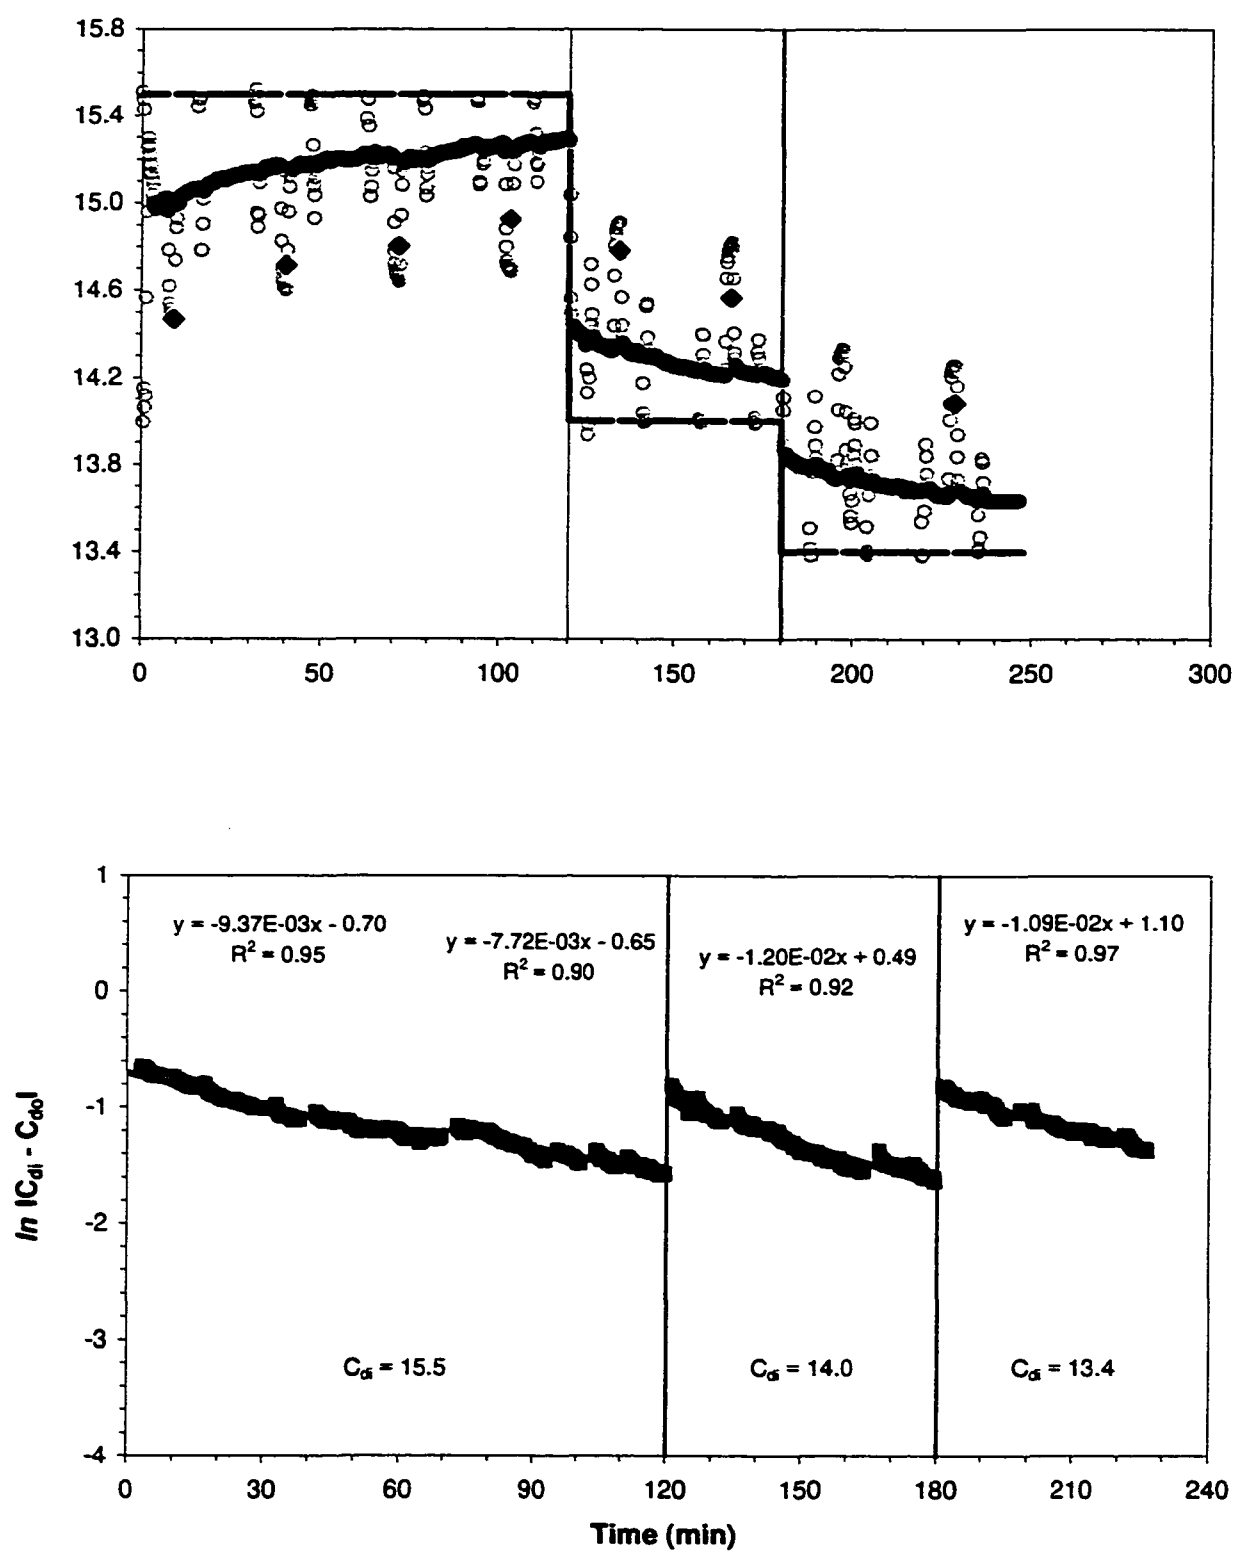 15.8
15.4
15.0
14.6
14.2
13.8
13.4
13.0
0 50 100 150 200 250 300
1
0
-1
-2
-3
-4
y = -9.37E-03x - 0.70
R² = 0.95
y = -7.72E-03x - 0.65
R² = 0.90
y = -1.20E-02x + 0.49
R² = 0.92
y = -1.09E-02x + 1.10
R² = 0.97
ln |Cdi - Cdo|
Cdi = 15.5
Cdi = 14.0
Cdi = 13.4
0 30 60 90 120 150 180 210 240
Time (min)